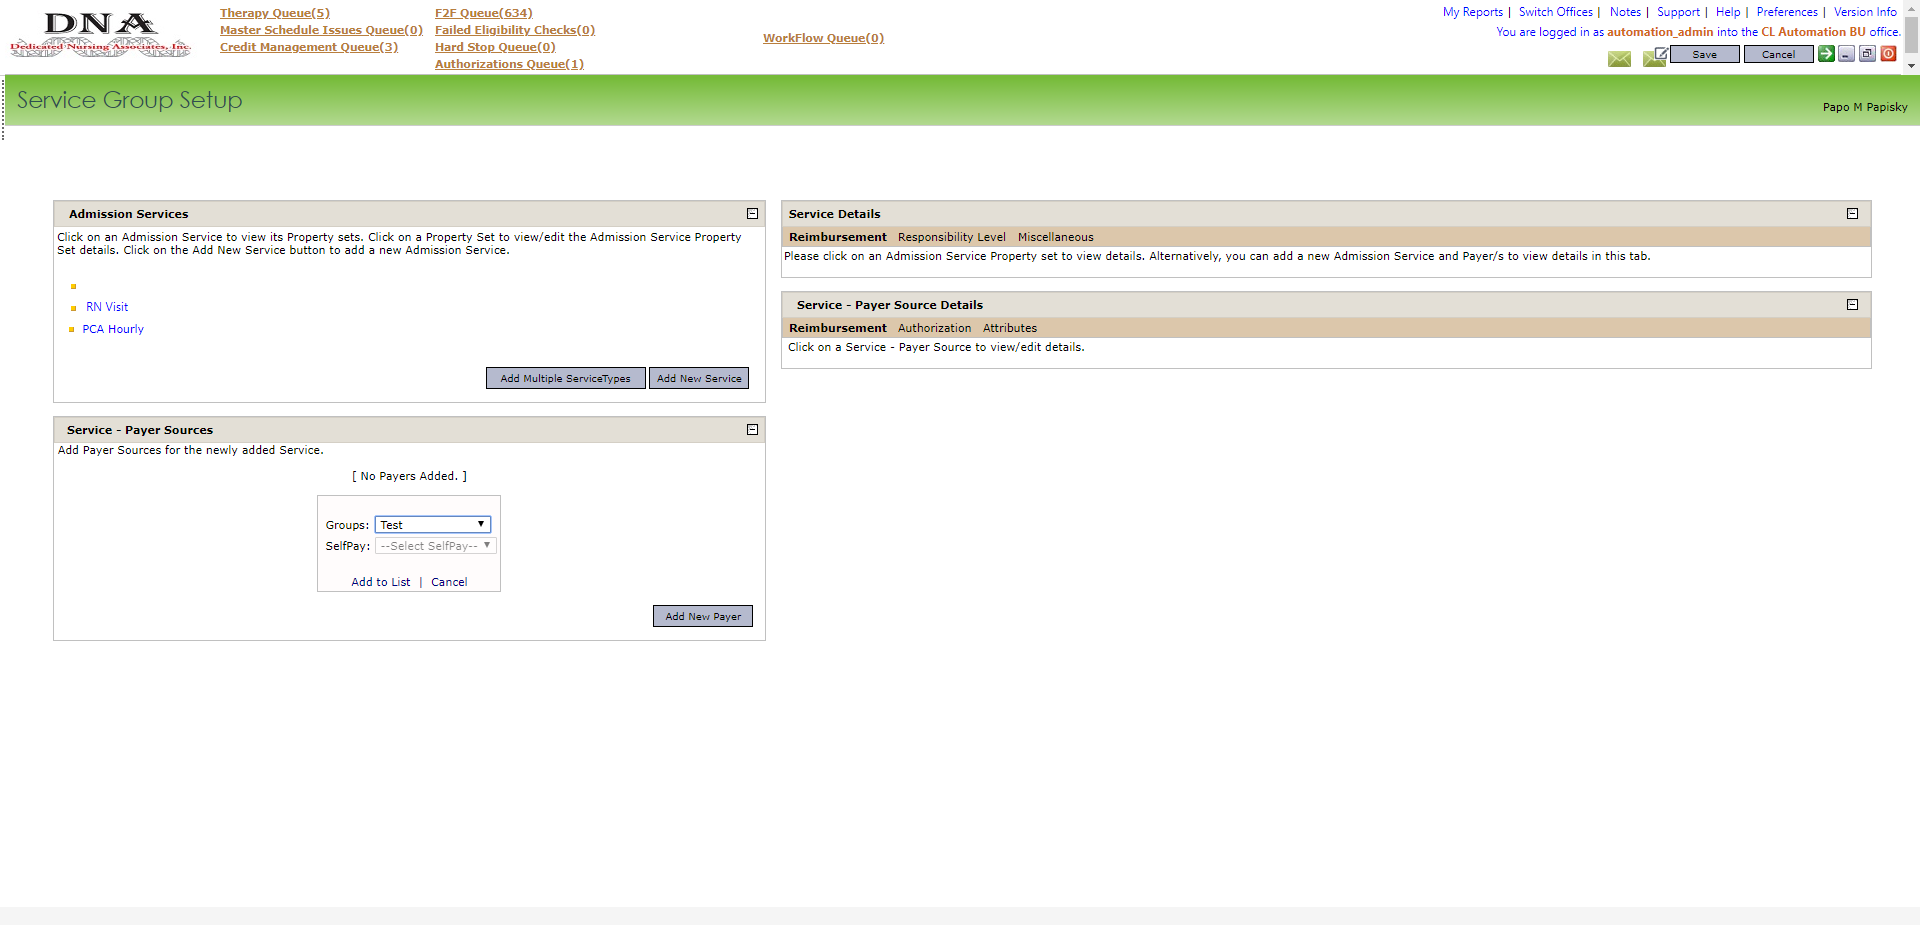 DNA
Dedicated Nursing Associates, Inc.
Therapy Queue(5)
Master Schedule Issues Queue(0)
Credit Management Queue(3)
F2F Queue(634)
Failed Eligibility Checks(0)
Hard Stop Queue(0)
Authorizations Queue(1)
WorkFlow Queue(0)
My Reports | Switch Offices | Notes | Support | Help | Preferences | Version Info
You are logged in as automation_admin into the CL Automation BU office.
Save
Cancel
Service Group Setup
Papo M Papisky
Admission Services
Click on an Admission Service to view its Property sets. Click on a Property Set to view/edit the Admission Service Property
Set details. Click on the Add New Service button to add a new Admission Service.
RN Visit
PCA Hourly
Add Multiple ServiceTypes
Add New Service
Service - Payer Sources
Add Payer Sources for the newly added Service.
[ No Payers Added. ]
Groups: Test
SelfPay: --Select SelfPay--
Add to List | Cancel
Add New Payer
Service Details
Reimbursement Responsibility Level Miscellaneous
Please click on an Admission Service Property set to view details. Alternatively, you can add a new Admission Service and Payer/s to view details in this tab.
Service - Payer Source Details
Reimbursement Authorization Attributes
Click on a Service - Payer Source to view/edit details.